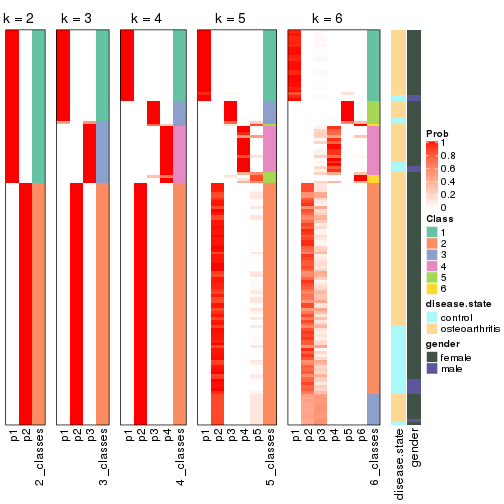 k = 2
k = 3
k = 4
k = 5
k = 6
p1
p2
2_classes
p1
p2
p3
3_classes
p1
p2
p3
p4
4_classes
p1
p2
p3
p4
p5
5_classes
p1
p2
p3
p4
p5
p6
6_classes
disease.state
gender
Prob
1
0.8
0.6
0.4
0.2
0
Class
1
2
3
4
5
6
disease.state
control
osteoarthritis
gender
female
male